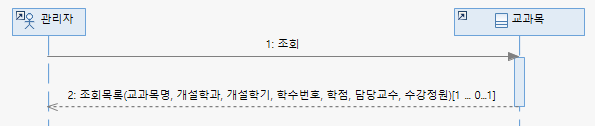 관리자
교과목
1: 조회
2: 조회목록(교과목명, 개설학과, 개설학기, 학수번호, 학점, 담당교수, 수강정원)[1 ... 0...1]